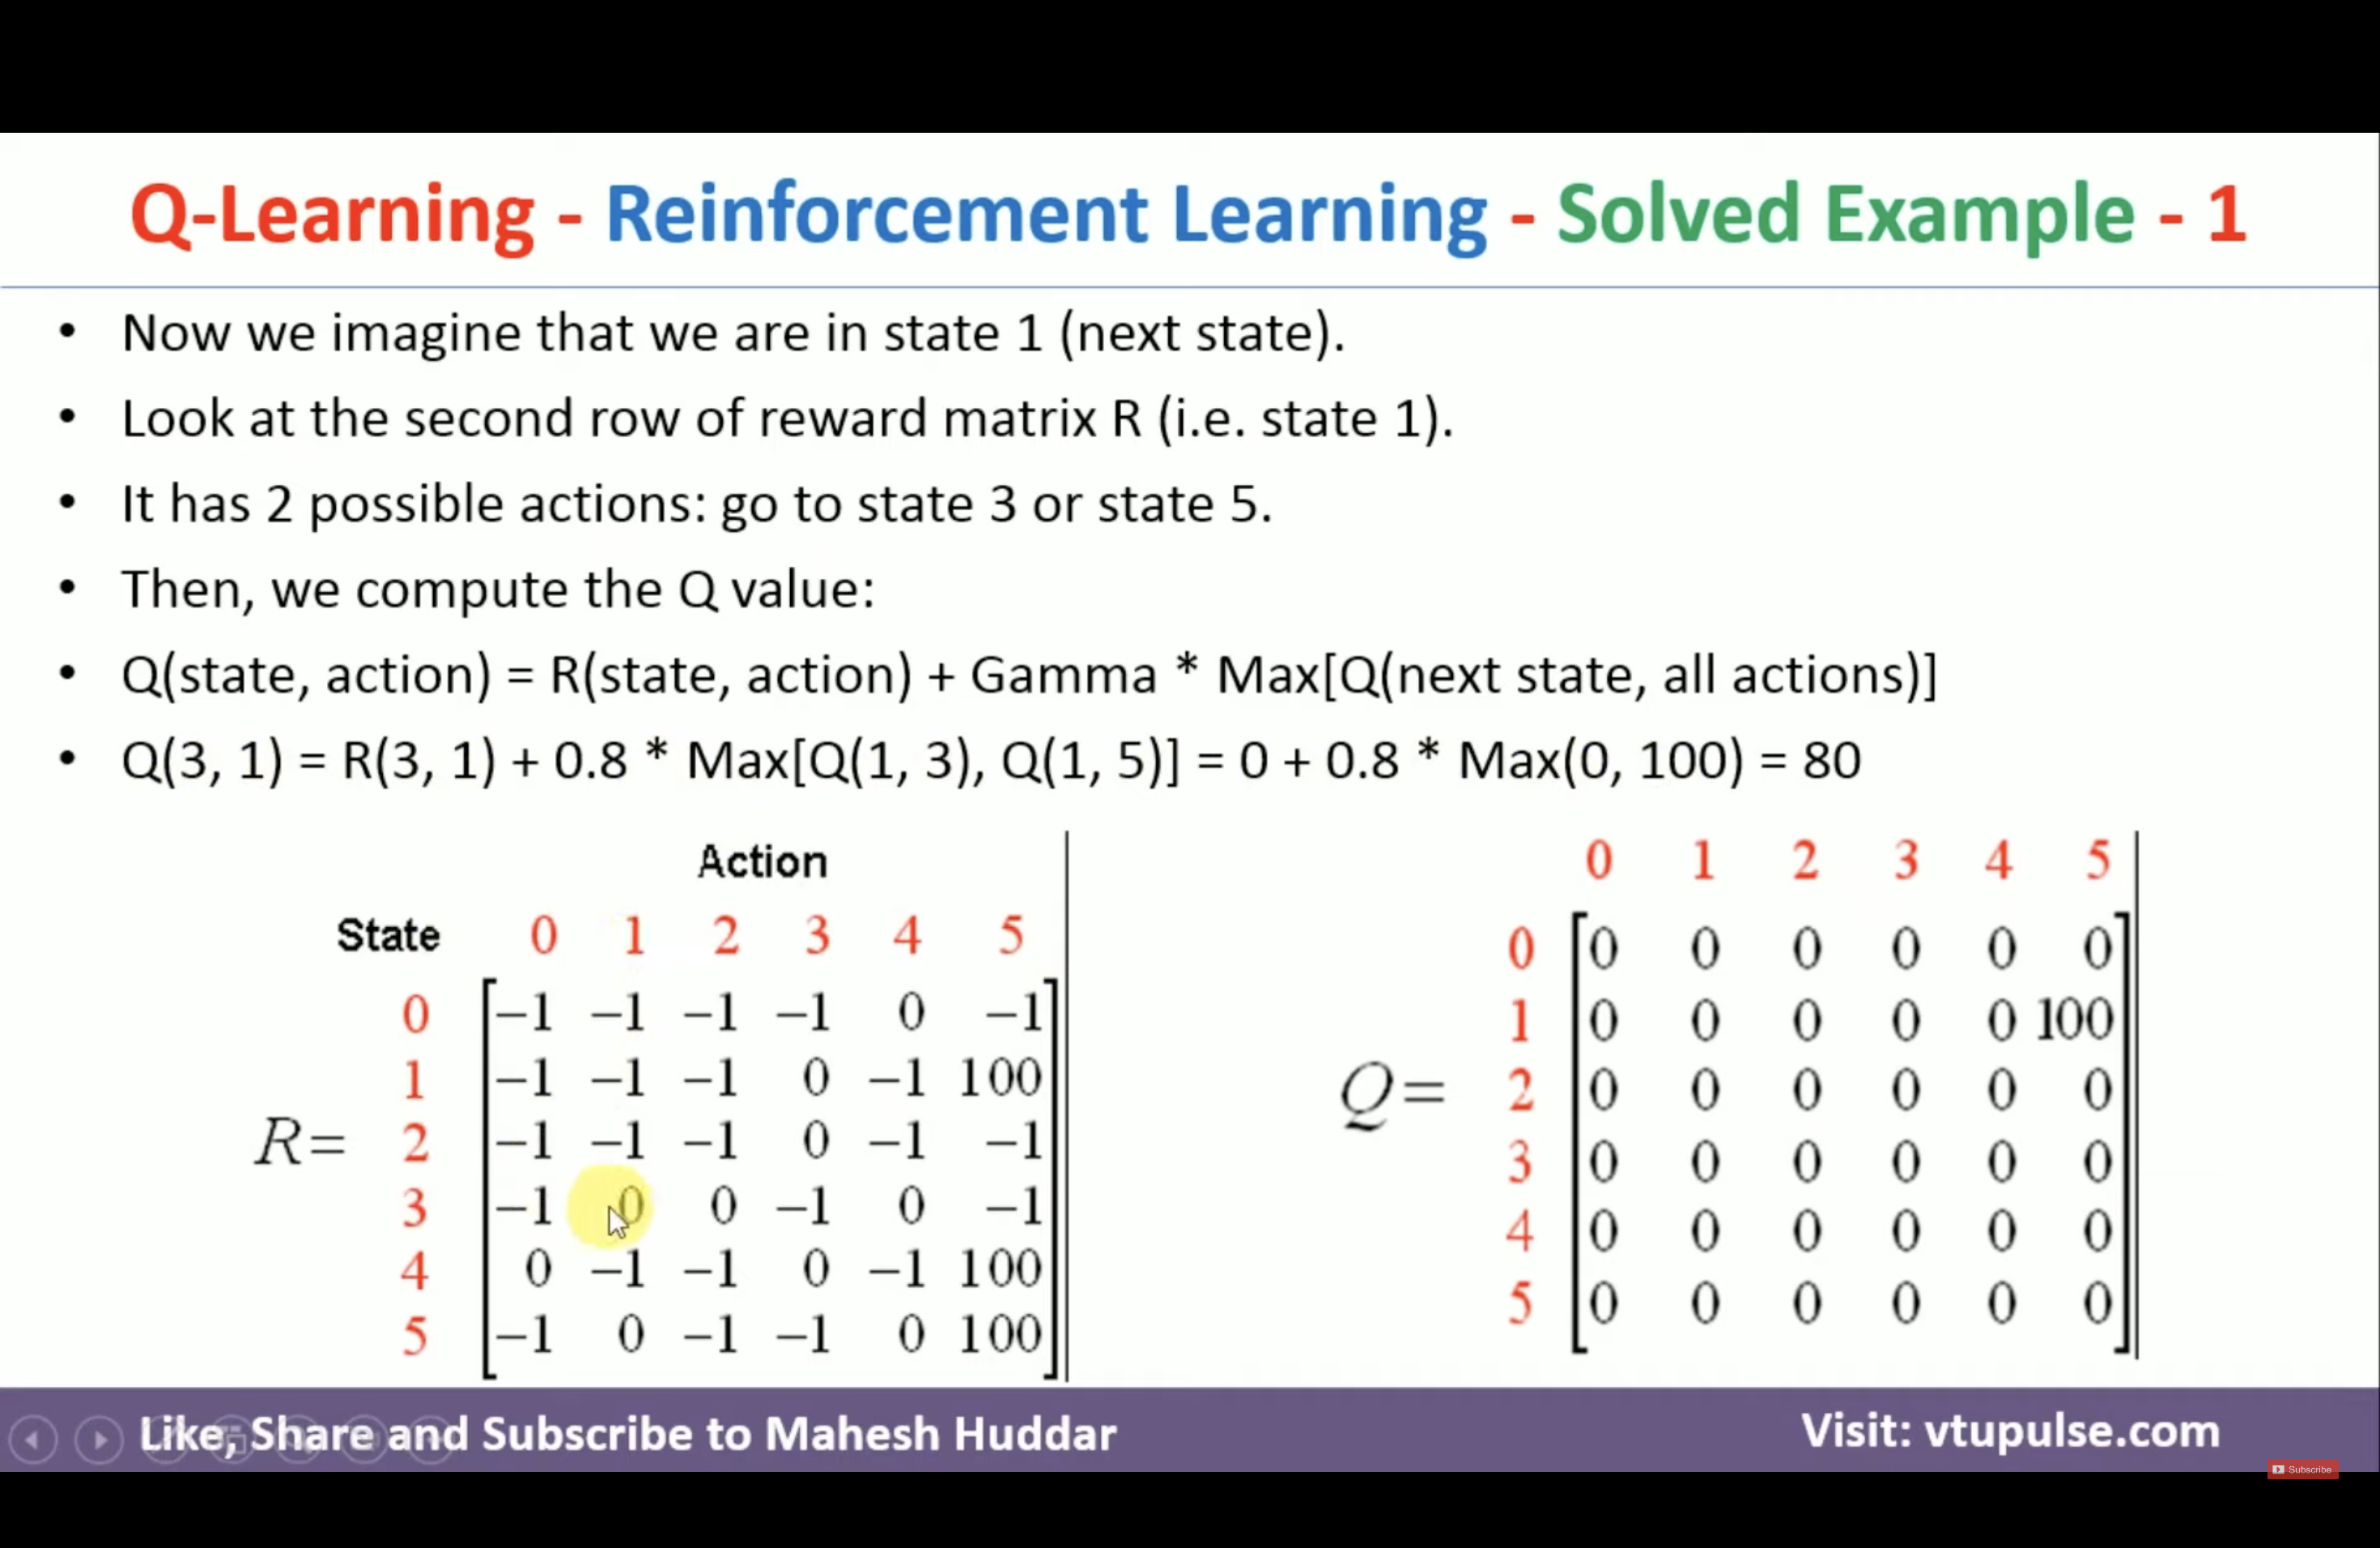 Q-Learning - Reinforcement Learning - Solved Example - 1
• Now we imagine that we are in state 1 (next state).
• Look at the second row of reward matrix R (i.e. state 1).
• It has 2 possible actions: go to state 3 or state 5.
• Then, we compute the Q value:
• Q(state, action) = R(state, action) + Gamma * Max[Q(next state, all actions)]
• Q(3, 1) = R(3, 1) + 0.8 * Max[Q(1, 3), Q(1, 5)] = 0 + 0.8 * Max(0, 100) = 80
Action
State 0 1 2 3 4 5
0 −1 −1 −1 −1 0 −1
1 −1 −1 −1 0 −1 100
R= 2 −1 −1 −1 0 −1 −1
3 −1 0 0 −1 0 −1
4 0 −1 −1 0 −1 100
5 −1 0 −1 −1 0 100
0 1 2 3 4 5
0 0 0 0 0 0 0
1 0 0 0 0 0 100
Q= 2 0 0 0 0 0 0
3 0 0 0 0 0 0
4 0 0 0 0 0 0
5 0 0 0 0 0 0
Like, Share and Subscribe to Mahesh Huddar
Visit: vtupulse.com
Subscribe